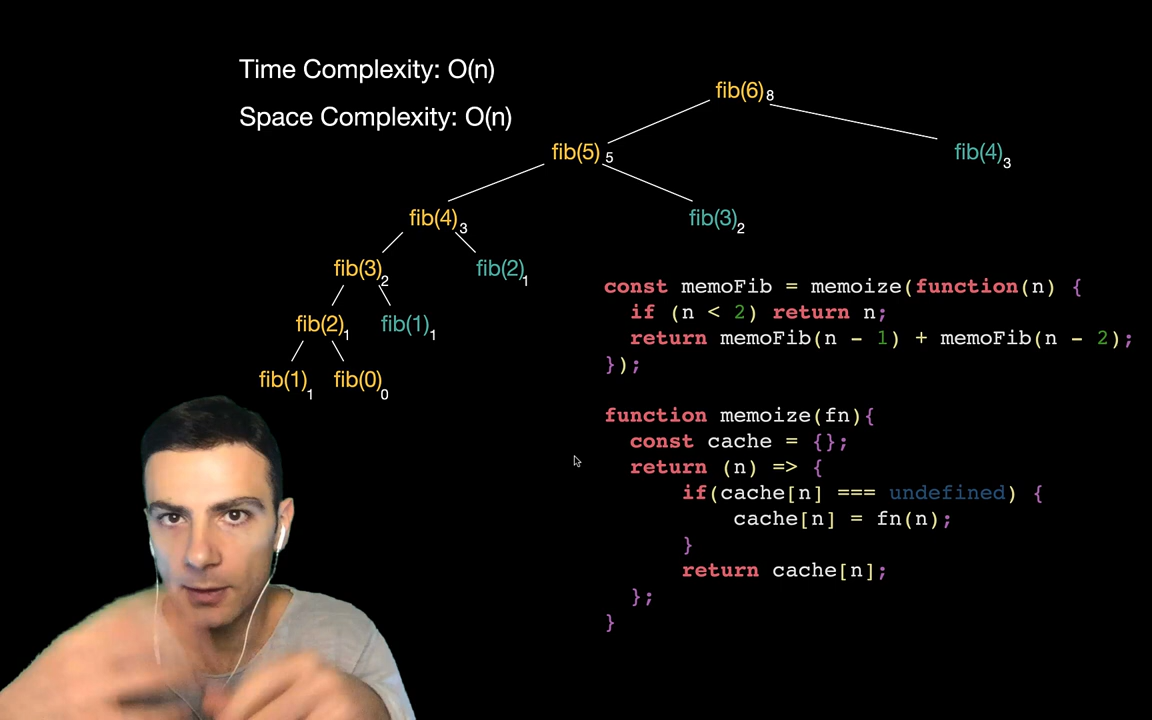 Time Complexity: O(n)
Space Complexity: O(n)
fib(6) 8
fib(5) 5
fib(4) 3
fib(4) 3
fib(3) 2
fib(3) 2
fib(2) 1
fib(2) 1
fib(1) 1
fib(1) 1
fib(0) 0
const memoFib = memoize(function(n) {
  if (n < 2) return n;
  return memoFib(n - 1) + memoFib(n - 2);
});
function memoize(fn){
  const cache = {};
  return (n) => {
      if(cache[n] === undefined) {
          cache[n] = fn(n);
      }
      return cache[n];
  };
}